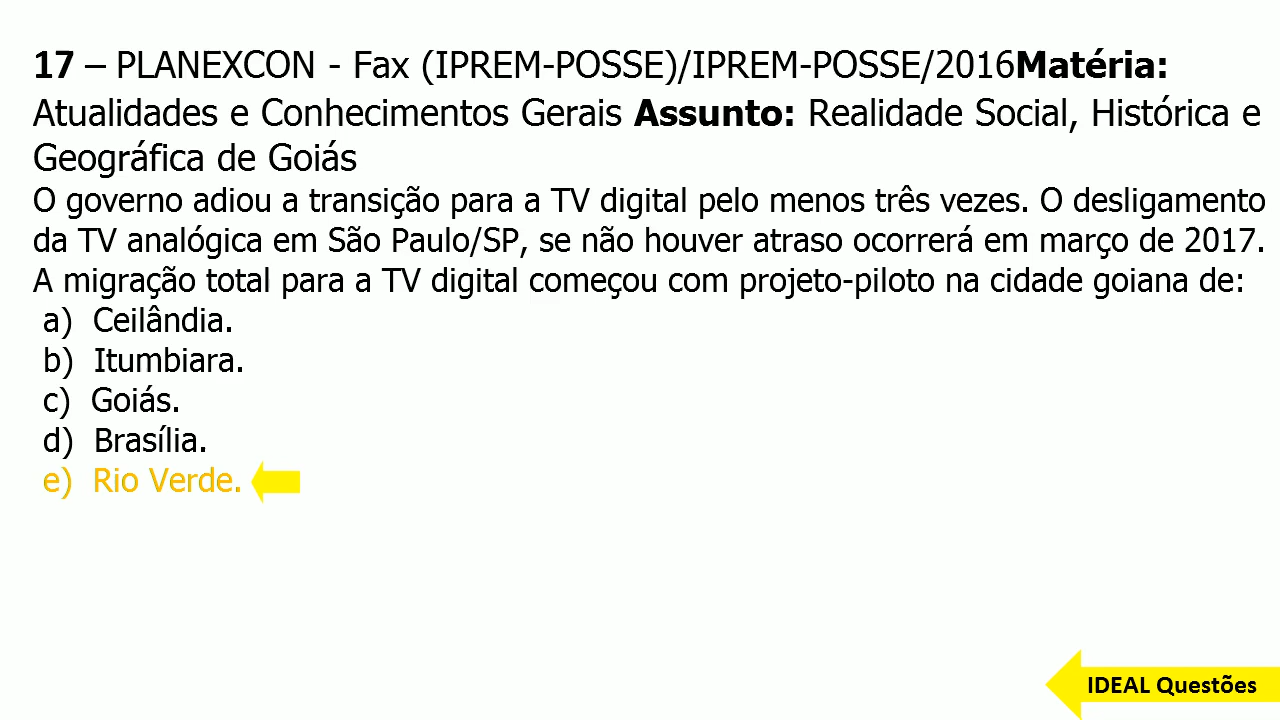 17 – PLANEXCON - Fax (IPREM-POSSE)/IPREM-POSSE/2016Matéria:
Atualidades e Conhecimentos Gerais Assunto: Realidade Social, Histórica e
Geográfica de Goiás
O governo adiou a transição para a TV digital pelo menos três vezes. O desligamento
da TV analógica em São Paulo/SP, se não houver atraso ocorrerá em março de 2017.
A migração total para a TV digital começou com projeto-piloto na cidade goiana de:
a) Ceilândia.
b) Itumbiara.
c) Goiás.
d) Brasília.
e) Rio Verde.
IDEAL Questões